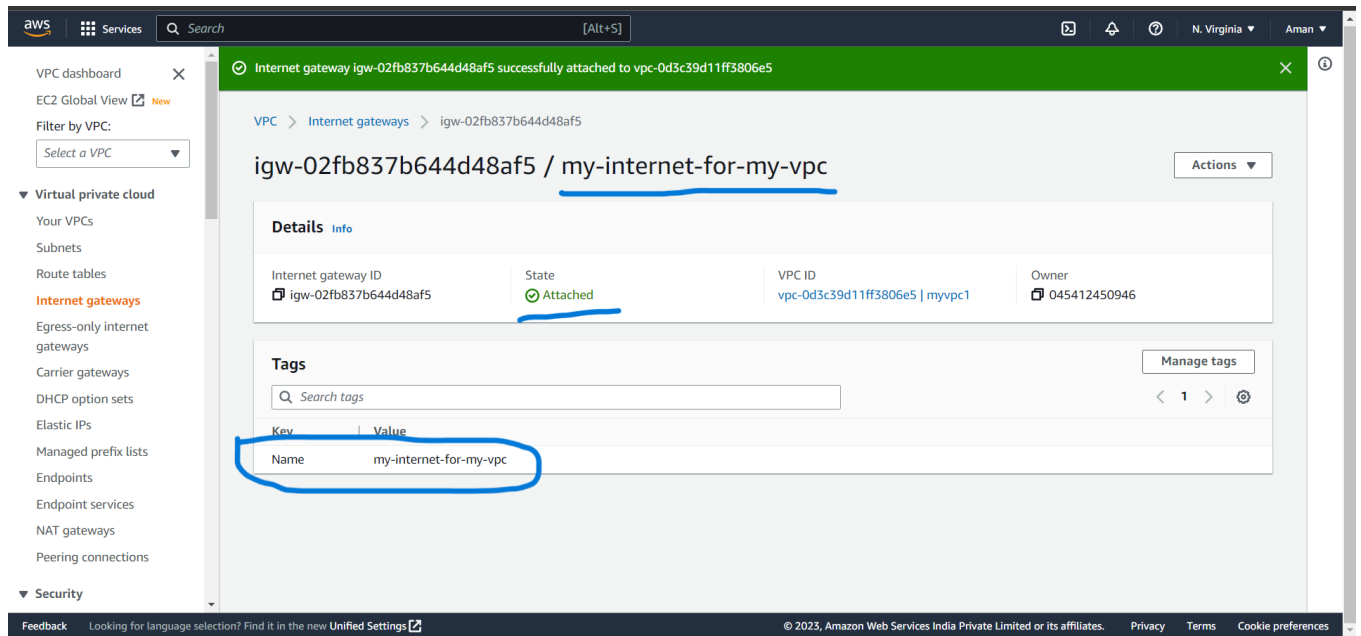 aws Services Search [Alt+S] N. Virginia Aman
VPC dashboard
EC2 Global View New
Filter by VPC:
Select a VPC
Virtual private cloud
Your VPCs
Subnets
Route tables
Internet gateways
Egress-only internet
gateways
Carrier gateways
DHCP option sets
Elastic IPs
Managed prefix lists
Endpoints
Endpoint services
NAT gateways
Peering connections
Security
Internet gateway igw-02fb837b644d48af5 successfully attached to vpc-0d3c39d11ff3806e5
VPC Internet gateways igw-02fb837b644d48af5
igw-02fb837b644d48af5 / my-internet-for-my-vpc Actions
Details Info
Internet gateway ID State VPC ID Owner
igw-02fb837b644d48af5 Attached vpc-0d3c39d11ff3806e5 | myvpc1 045412450946
Tags Manage tags
Search tags 1
Key Value
Name my-internet-for-my-vpc
Feedback Looking for language selection? Find it in the new Unified Settings © 2023, Amazon Web Services India Private Limited or its affiliates. Privacy Terms Cookie preferences